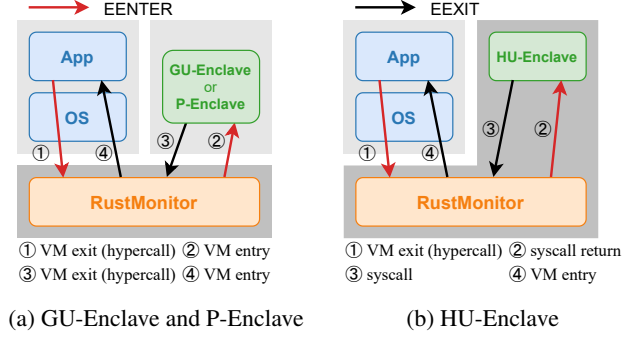 EENTER
EEXIT
App
OS
GU-Enclave
or
P-Enclave
①
④
③
②
RustMonitor
① VM exit (hypercall) ② VM entry
③ VM exit (hypercall) ④ VM entry
(a) GU-Enclave and P-Enclave
App
OS
HU-Enclave
①
④
③
②
RustMonitor
① VM exit (hypercall) ② syscall return
③ syscall ④ VM entry
(b) HU-Enclave